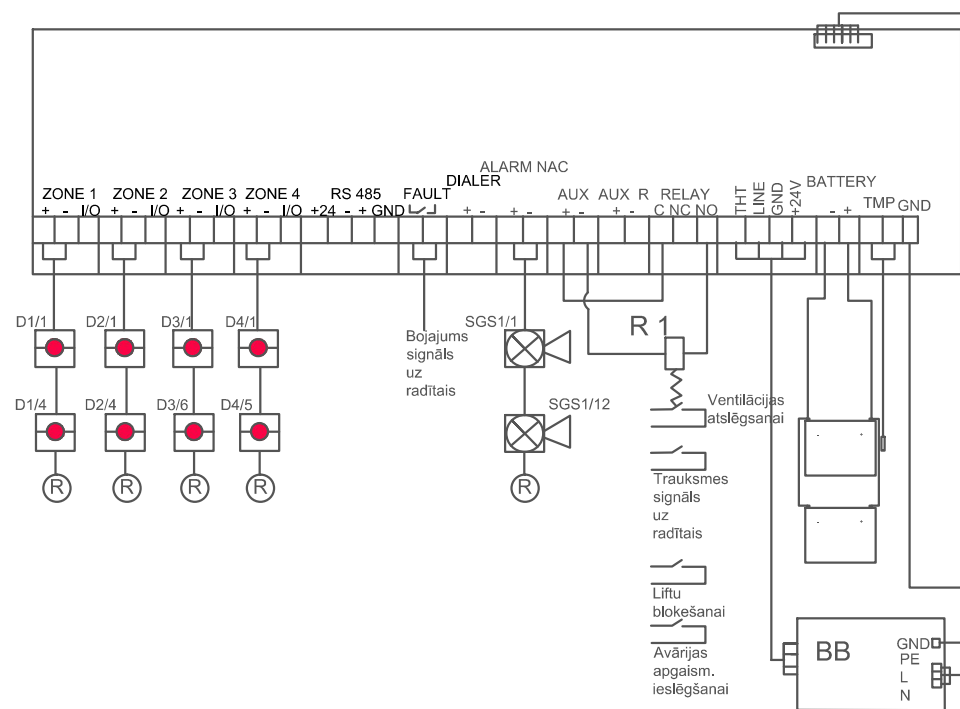 ALARM NAC
DIALER
ZONE 1 ZONE 2 ZONE 3 ZONE 4 RS 485 FAULT AUX AUX R RELAY BATTERY
+ - I/O + - I/O + - I/O + - I/O +24 - + GND + - + - + - + - C NC NO THT LINE GND +24V - + TMP GND
D1/1 D2/1 D3/1 D4/1 SGS1/1 R 1
Bojajums
signāls
uz
radītais
D1/4 D2/4 D3/6 D4/5 SGS1/12
Ventilācijas
atslēgsanai
R R R R R
Trauksmes
signāls
uz
radītais
Liftu
blokešanai
Avārijas
apgaism.
ieslēgšanai
BB
GND
PE
L
N
- +
- +